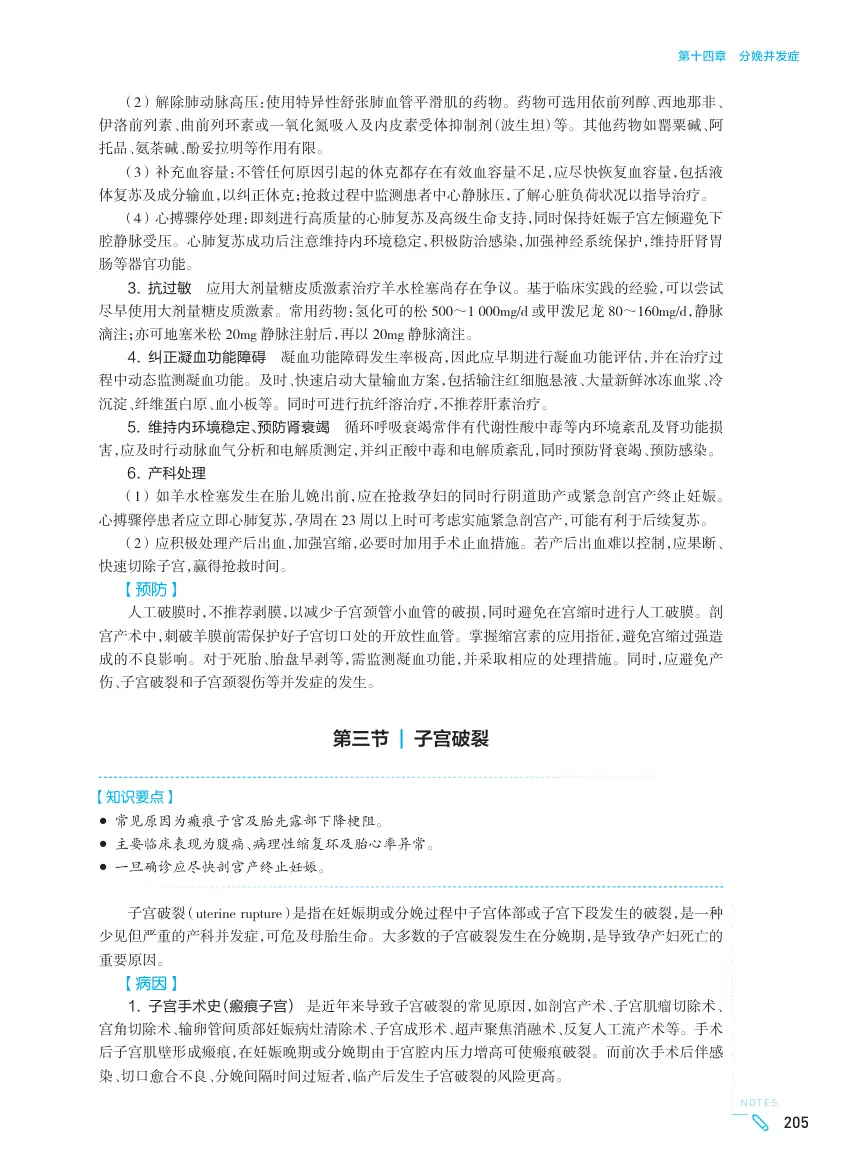 第十四章 分娩并发症
（2）解除肺动脉高压：使用特异性舒张肺血管平滑肌的药物。药物可选用依前列醇、西地那非、
伊洛前列素、曲前列环素或一氧化氮吸入及内皮素受体抑制剂（波生坦）等。其他药物如罂粟碱、阿
托品、氨茶碱、酚妥拉明等作用有限。
（3）补充血容量：不管任何原因引起的休克都存在有效血容量不足，应尽快恢复血容量，包括液
体复苏及成分输血，以纠正休克；抢救过程中监测患者中心静脉压，了解心脏负荷状况以指导治疗。
（4）心搏骤停处理：即刻进行高质量的心肺复苏及高级生命支持，同时保持妊娠子宫左倾避免下
腔静脉受压。心肺复苏成功后注意维持内环境稳定，积极防治感染，加强神经系统保护，维持肝肾胃
肠等器官功能。
3. 抗过敏 应用大剂量糖皮质激素治疗羊水栓塞尚存在争议。基于临床实践的经验，可以尝试
尽早使用大剂量糖皮质激素。常用药物：氢化可的松 500～1 000mg/d 或甲泼尼龙 80～160mg/d，静脉
滴注；亦可地塞米松 20mg 静脉注射后，再以 20mg 静脉滴注。
4. 纠正凝血功能障碍 凝血功能障碍发生率极高，因此应早期进行凝血功能评估，并在治疗过
程中动态监测凝血功能。及时、快速启动大量输血方案，包括输注红细胞悬液、大量新鲜冰冻血浆、冷
沉淀、纤维蛋白原、血小板等。同时可进行抗纤溶治疗，不推荐肝素治疗。
5. 维持内环境稳定、预防肾衰竭 循环呼吸衰竭常伴有代谢性酸中毒等内环境紊乱及肾功能损
害，应及时行动脉血气分析和电解质测定，并纠正酸中毒和电解质紊乱，同时预防肾衰竭、预防感染。
6. 产科处理
（1）如羊水栓塞发生在胎儿娩出前，应在抢救孕妇的同时行阴道助产或紧急剖宫产终止妊娠。
心搏骤停患者应立即心肺复苏，孕周在 23 周以上时可考虑实施紧急剖宫产，可能有利于后续复苏。
（2）应积极处理产后出血，加强宫缩，必要时加用手术止血措施。若产后出血难以控制，应果断、
快速切除子宫，赢得抢救时间。
【预防】
人工破膜时，不推荐剥膜，以减少子宫颈管小血管的破损，同时避免在宫缩时进行人工破膜。剖
宫产术中，刺破羊膜前需保护好子宫切口处的开放性血管。掌握缩宫素的应用指征，避免宫缩过强造
成的不良影响。对于死胎、胎盘早剥等，需监测凝血功能，并采取相应的处理措施。同时，应避免产
伤、子宫破裂和子宫颈裂伤等并发症的发生。
第三节 | 子宫破裂
【知识要点】
● 常见原因为瘢痕子宫及胎先露部下降梗阻。
● 主要临床表现为腹痛、病理性缩复环及胎心率异常。
● 一旦确诊应尽快剖宫产终止妊娠。
子宫破裂（uterine rupture）是指在妊娠期或分娩过程中子宫体部或子宫下段发生的破裂，是一种
少见但严重的产科并发症，可危及母胎生命。大多数的子宫破裂发生在分娩期，是导致孕产妇死亡的
重要原因。
【病因】
1. 子宫手术史（瘢痕子宫） 是近年来导致子宫破裂的常见原因，如剖宫产术、子宫肌瘤切除术、
宫角切除术、输卵管间质部妊娠病灶清除术、子宫成形术、超声聚焦消融术、反复人工流产术等。手术
后子宫肌壁形成瘢痕，在妊娠晚期或分娩期由于宫腔内压力增高可使瘢痕破裂。而前次手术后伴感
染、切口愈合不良、分娩间隔时间过短者，临产后发生子宫破裂的风险更高。
NOTES
205